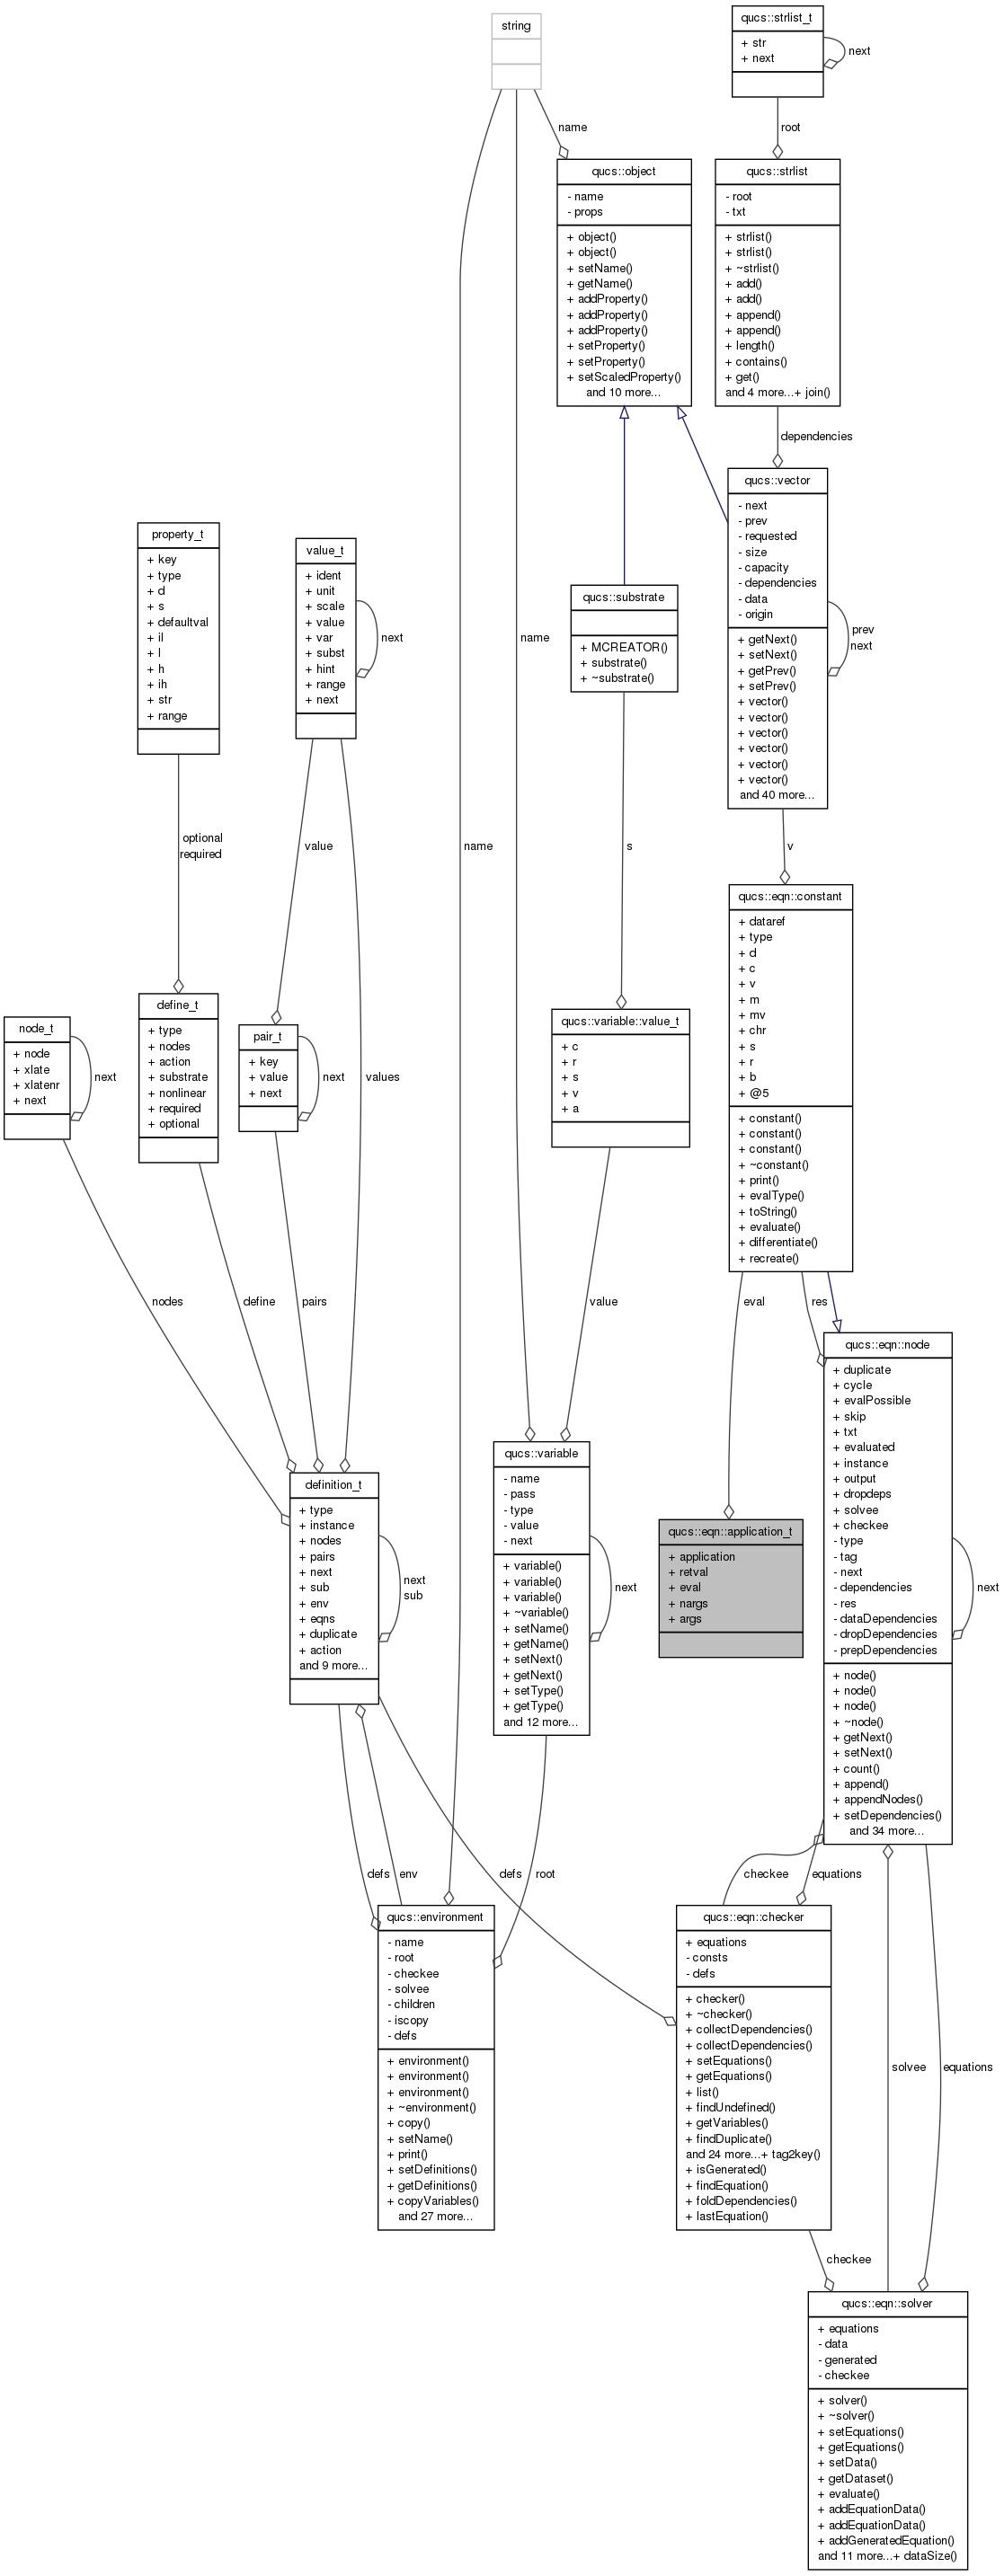 qucs::strlist_t
+ str
+ next
next
string
root
name
qucs::object
- name
- props
+ object()
+ object()
+ setName()
+ getName()
+ addProperty()
+ addProperty()
+ addProperty()
+ setProperty()
+ setProperty()
+ setScaledProperty()
and 10 more...
qucs::strlist
- root
- txt
+ strlist()
+ strlist()
+ ~strlist()
+ add()
+ add()
+ append()
+ append()
+ length()
+ contains()
+ get()
and 4 more...+ join()
dependencies
qucs::vector
- next
- prev
- requested
- size
- capacity
- dependencies
- data
- origin
+ getNext()
+ setNext()
+ getPrev()
+ setPrev()
+ vector()
+ vector()
+ vector()
+ vector()
+ vector()
+ vector()
and 40 more...
prev
next
property_t
+ key
+ type
+ d
+ s
+ defaultval
+ il
+ l
+ h
+ ih
+ str
+ range
value_t
+ ident
+ unit
+ scale
+ value
+ var
+ subst
+ hint
+ range
+ next
next
qucs::substrate
+ MCREATOR()
+ substrate()
+ ~substrate()
name
optional
required
value
name
s
v
qucs::eqn::constant
+ dataref
+ type
+ d
+ c
+ v
+ m
+ mv
+ chr
+ s
+ r
+ b
+ @5
+ constant()
+ constant()
+ constant()
+ ~constant()
+ print()
+ evalType()
+ toString()
+ evaluate()
+ differentiate()
+ recreate()
node_t
+ node
+ xlate
+ xlatenr
+ next
next
define_t
+ type
+ nodes
+ action
+ substrate
+ nonlinear
+ required
+ optional
pair_t
+ key
+ value
+ next
next
values
qucs::variable::value_t
+ c
+ r
+ s
+ v
+ a
nodes
define
pairs
value
eval
res
qucs::eqn::node
+ duplicate
+ cycle
+ evalPossible
+ skip
+ txt
+ evaluated
+ instance
+ output
+ dropdeps
+ solvee
+ checkee
- type
- tag
- next
- dependencies
- res
- dataDependencies
- dropDependencies
- prepDependencies
+ node()
+ node()
+ node()
+ ~node()
+ getNext()
+ setNext()
+ count()
+ append()
+ appendNodes()
+ setDependencies()
and 34 more...
next
definition_t
+ type
+ instance
+ nodes
+ pairs
+ next
+ sub
+ env
+ eqns
+ duplicate
+ action
and 9 more...
next
sub
qucs::variable
- name
- pass
- type
- value
- next
+ variable()
+ variable()
+ variable()
+ ~variable()
+ setName()
+ getName()
+ setNext()
+ getNext()
+ setType()
+ getType()
and 12 more...
next
qucs::eqn::application_t
+ application
+ retval
+ eval
+ nargs
+ args
defs
env
defs
root
checkee
equations
qucs::environment
- name
- root
- checkee
- solvee
- children
- iscopy
- defs
+ environment()
+ environment()
+ environment()
+ ~environment()
+ copy()
+ setName()
+ print()
+ setDefinitions()
+ getDefinitions()
+ copyVariables()
and 27 more...
qucs::eqn::checker
+ equations
- consts
- defs
+ checker()
+ ~checker()
+ collectDependencies()
+ collectDependencies()
+ setEquations()
+ getEquations()
+ list()
+ findUndefined()
+ getVariables()
+ findDuplicate()
and 24 more...+ tag2key()
+ isGenerated()
+ findEquation()
+ foldDependencies()
+ lastEquation()
solvee
equations
checkee
qucs::eqn::solver
+ equations
- data
- generated
- checkee
+ solver()
+ ~solver()
+ setEquations()
+ getEquations()
+ setData()
+ getDataset()
+ evaluate()
+ addEquationData()
+ addEquationData()
+ addGeneratedEquation()
and 11 more...+ dataSize()